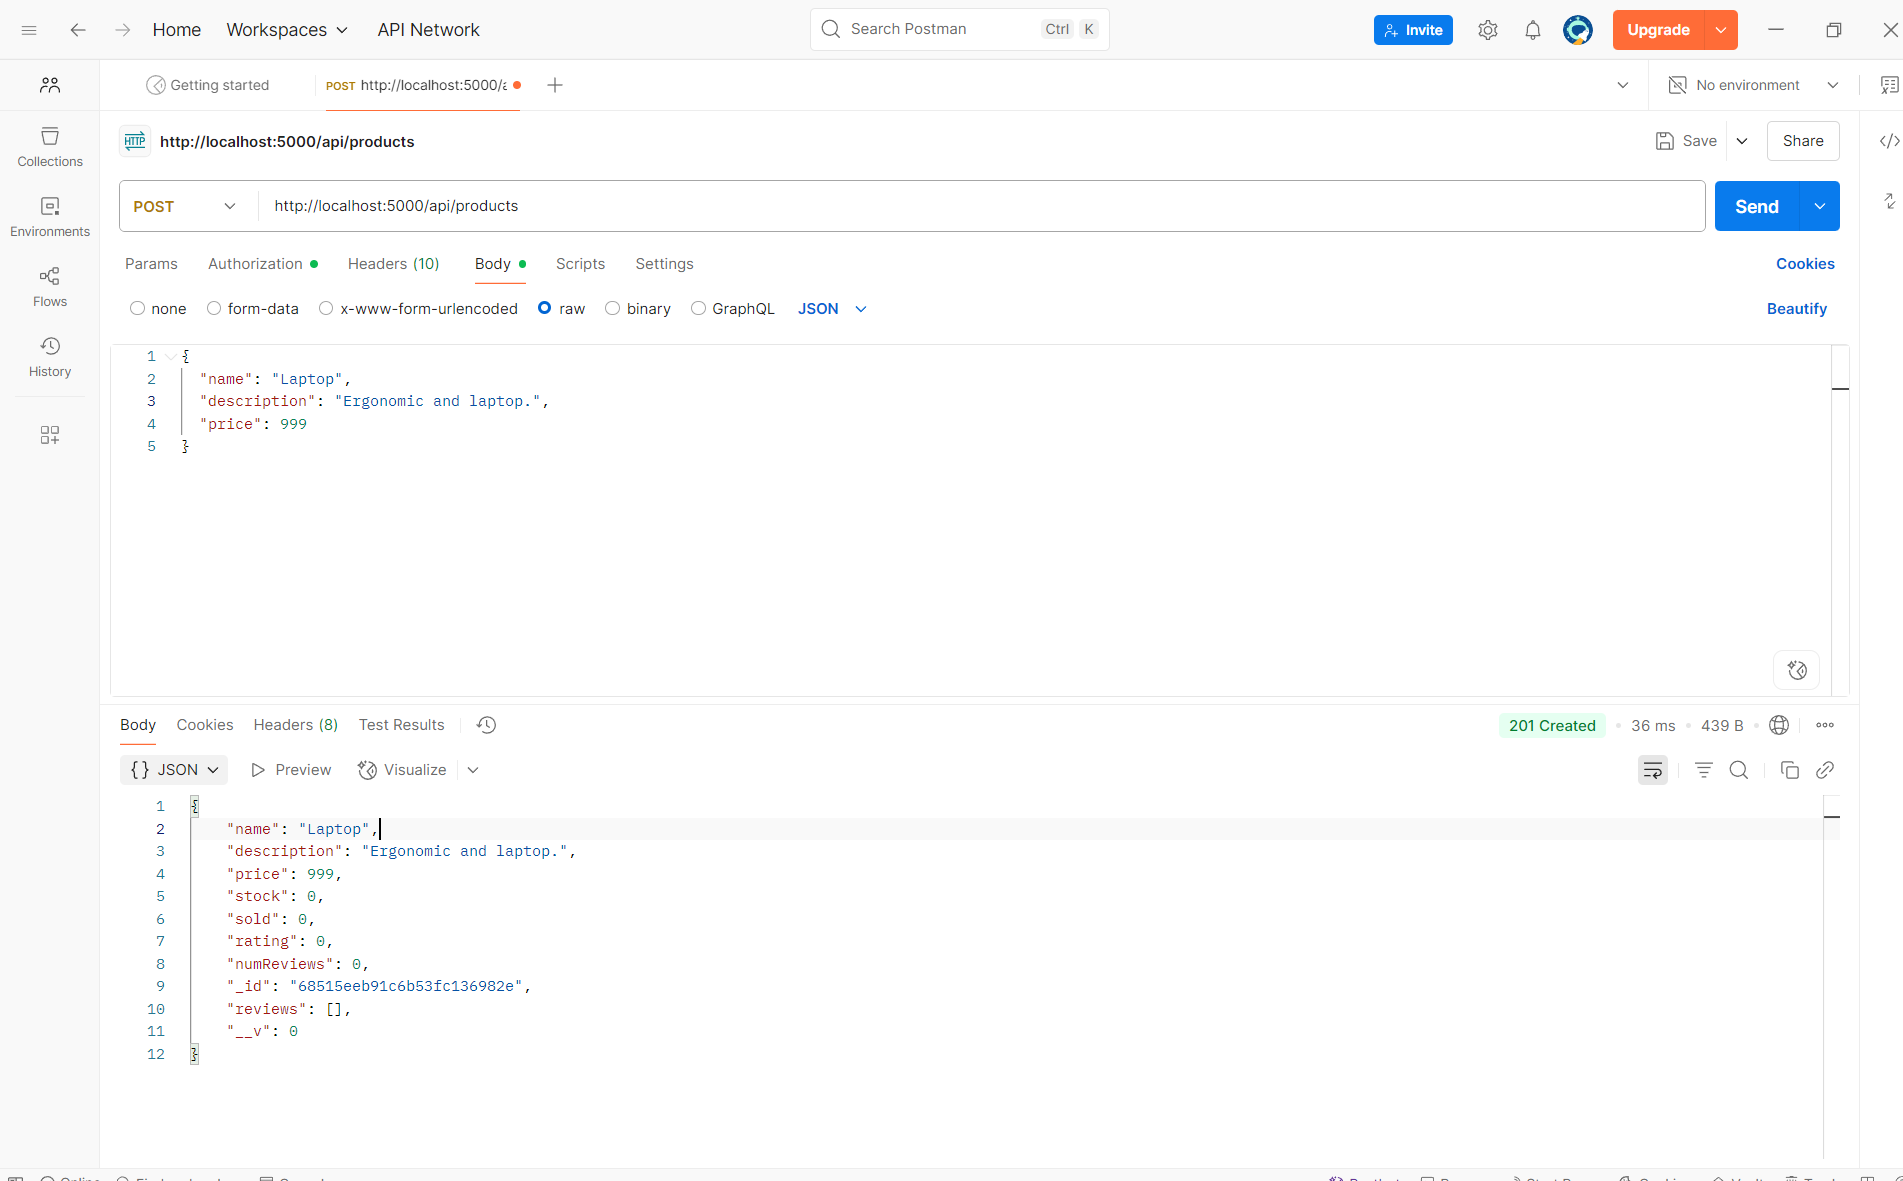 Home Workspaces API Network Search Postman Ctrl K Invite Upgrade
Getting started POST http://localhost:5000/a No environment
HTTP http://localhost:5000/api/products Save Share
Collections
Environments
Flows
History
POST http://localhost:5000/api/products Send
Params Authorization Headers (10) Body Scripts Settings Cookies
none form-data x-www-form-urlencoded raw binary GraphQL JSON Beautify
1 {
2 "name": "Laptop",
3 "description": "Ergonomic and laptop.",
4 "price": 999
5 }
Body Cookies Headers (8) Test Results 201 Created 36 ms 439 B
{} JSON Preview Visualize
1 {
2 "name": "Laptop",
3 "description": "Ergonomic and laptop.",
4 "price": 999,
5 "stock": 0,
6 "sold": 0,
7 "rating": 0,
8 "numReviews": 0,
9 "_id": "68515eeb91c6b53fc136982e",
10 "reviews": [],
11 "__v": 0
12 }